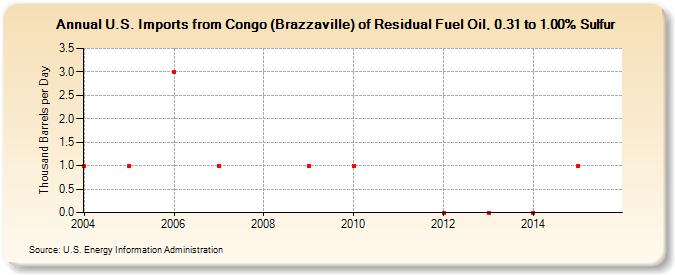 Annual U.S. Imports from Congo (Brazzaville) of Residual Fuel Oil, 0.31 to 1.00% Sulfur
Thousand Barrels per Day
3.5
3.0
2.5
2.0
1.5
1.0
0.5
0.0
2004 2006 2008 2010 2012 2014
Source: U.S. Energy Information Administration